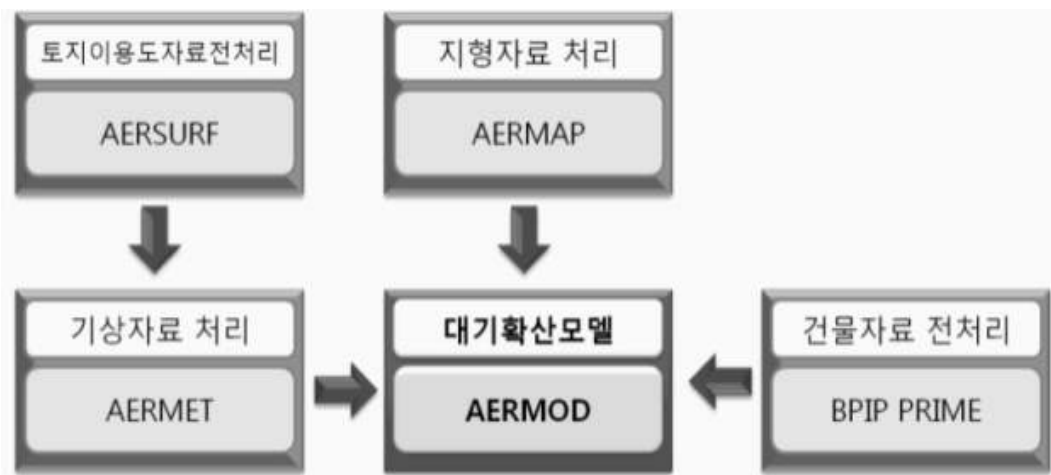 토지이용도자료전처리
AERSURF
지형자료 처리
AERMAP
기상자료 처리
AERMET
대기확산모델
AERMOD
건물자료 전처리
BPIP PRIME